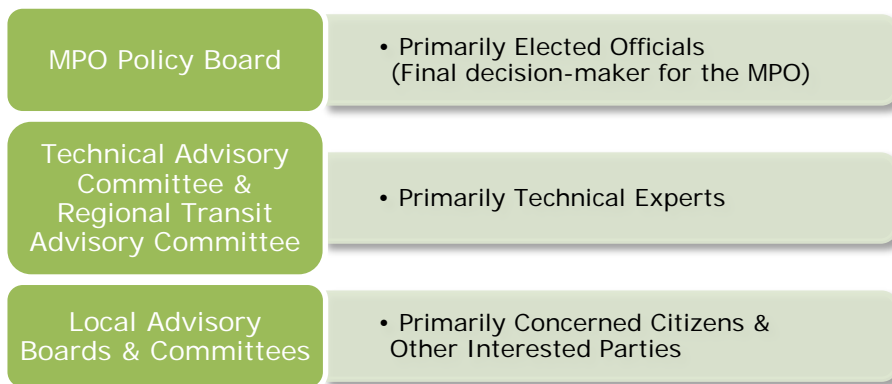 MPO Policy Board
• Primarily Elected Officials
(Final decision-maker for the MPO)
Technical Advisory
Committee &
Regional Transit
Advisory Committee
• Primarily Technical Experts
Local Advisory
Boards & Committees
• Primarily Concerned Citizens &
Other Interested Parties